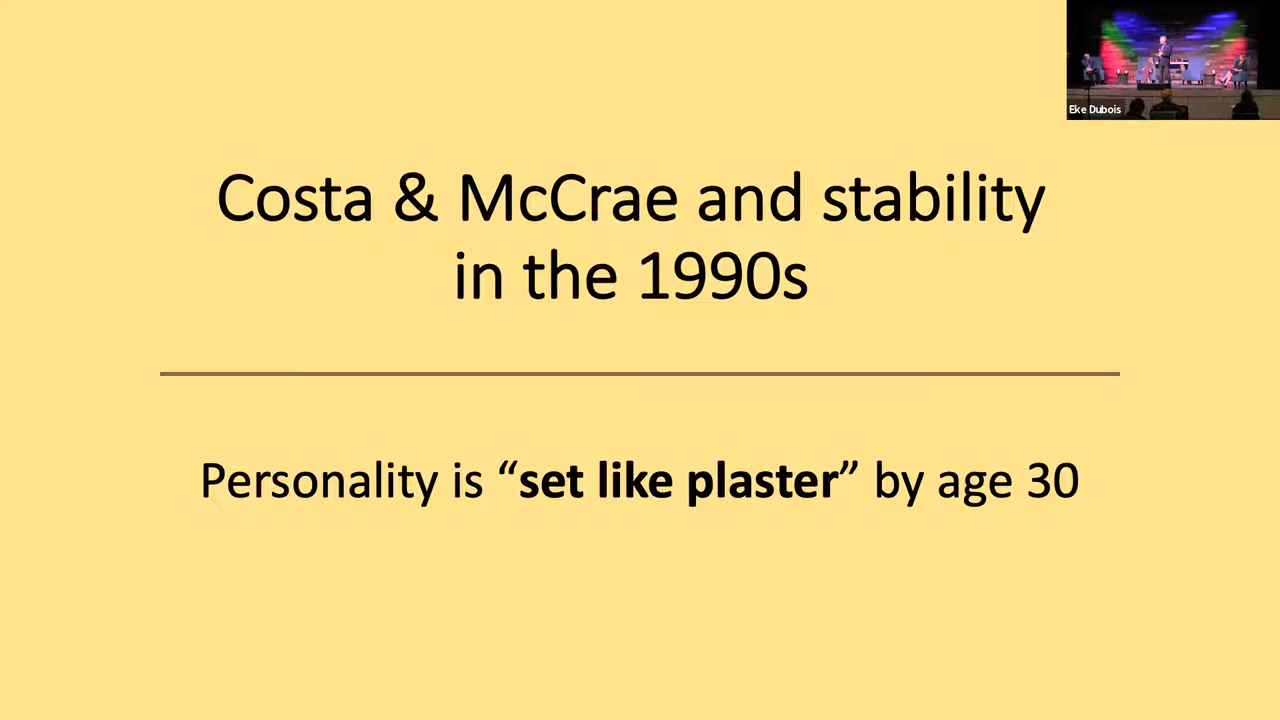 Eke Dubois
Costa & McCrae and stability
in the 1990s
Personality is “set like plaster” by age 30